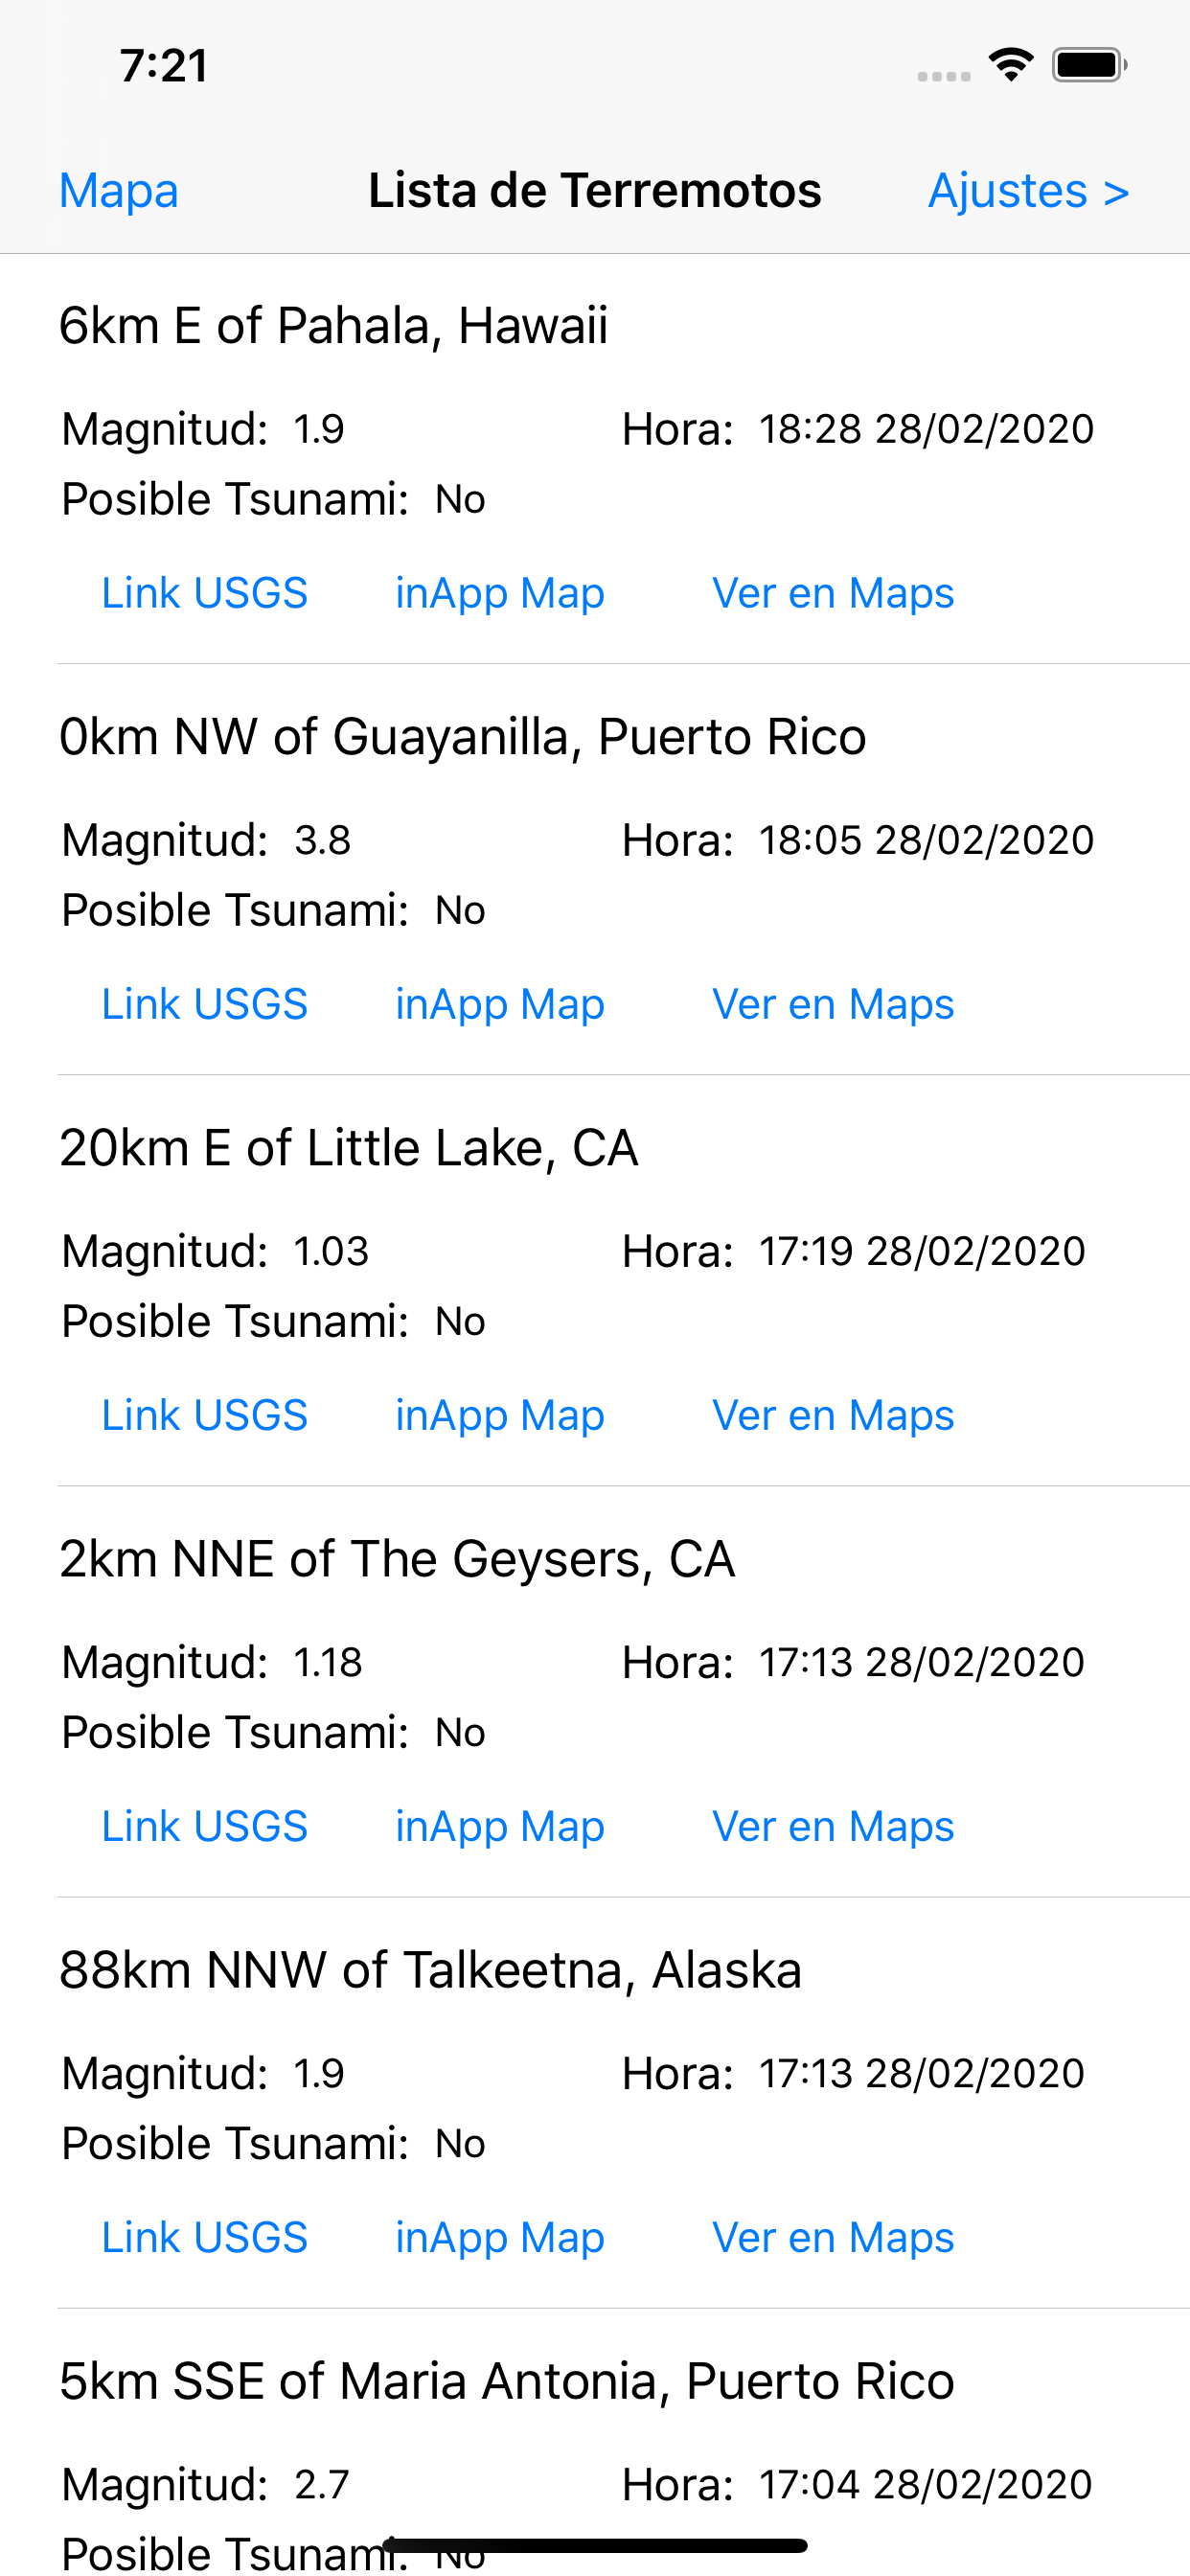 7:21
Mapa Lista de Terremotos Ajustes >
6km E of Pahala, Hawaii
Magnitud: 1.9 Hora: 18:28 28/02/2020
Posible Tsunami: No
Link USGS inApp Map Ver en Maps
0km NW of Guayanilla, Puerto Rico
Magnitud: 3.8 Hora: 18:05 28/02/2020
Posible Tsunami: No
Link USGS inApp Map Ver en Maps
20km E of Little Lake, CA
Magnitud: 1.03 Hora: 17:19 28/02/2020
Posible Tsunami: No
Link USGS inApp Map Ver en Maps
2km NNE of The Geysers, CA
Magnitud: 1.18 Hora: 17:13 28/02/2020
Posible Tsunami: No
Link USGS inApp Map Ver en Maps
88km NNW of Talkeetna, Alaska
Magnitud: 1.9 Hora: 17:13 28/02/2020
Posible Tsunami: No
Link USGS inApp Map Ver en Maps
5km SSE of Maria Antonia, Puerto Rico
Magnitud: 2.7 Hora: 17:04 28/02/2020
Posible Tsunami: No